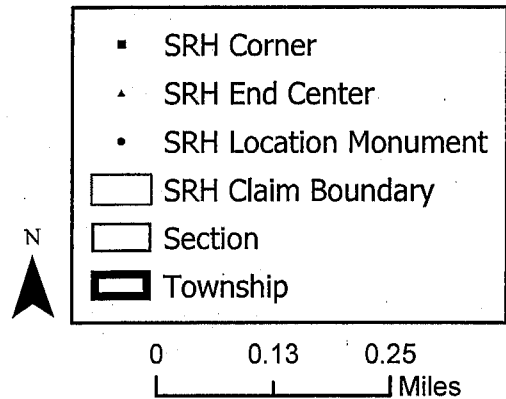 SRH Corner
SRH End Center
SRH Location Monument
SRH Claim Boundary
Section
Township
N
0 0.13 0.25
Miles